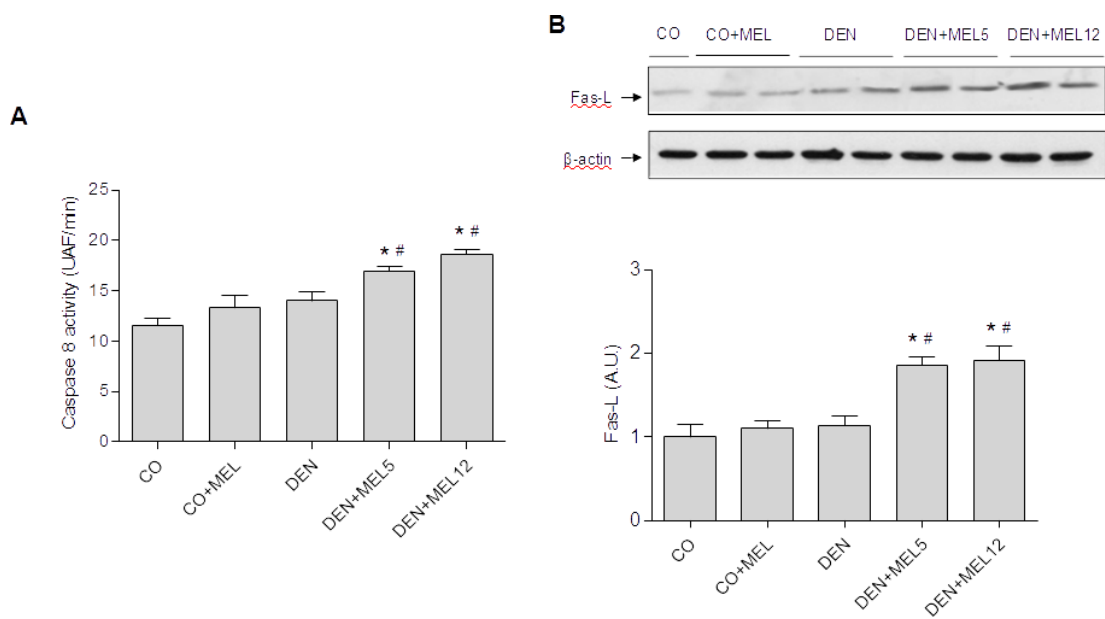 A
Caspase 8 activity (UAF/min)
25
20
15
10
5
0
* #
* #
CO
CO+MEL
DEN
DEN+MEL5
DEN+MEL12
B
CO CO+MEL DEN DEN+MEL5 DEN+MEL12
Fas-L
β-actin
Fas-L (A.U.)
3
2
1
0
* #
* #
CO
CO+MEL
DEN
DEN+MEL5
DEN+MEL12